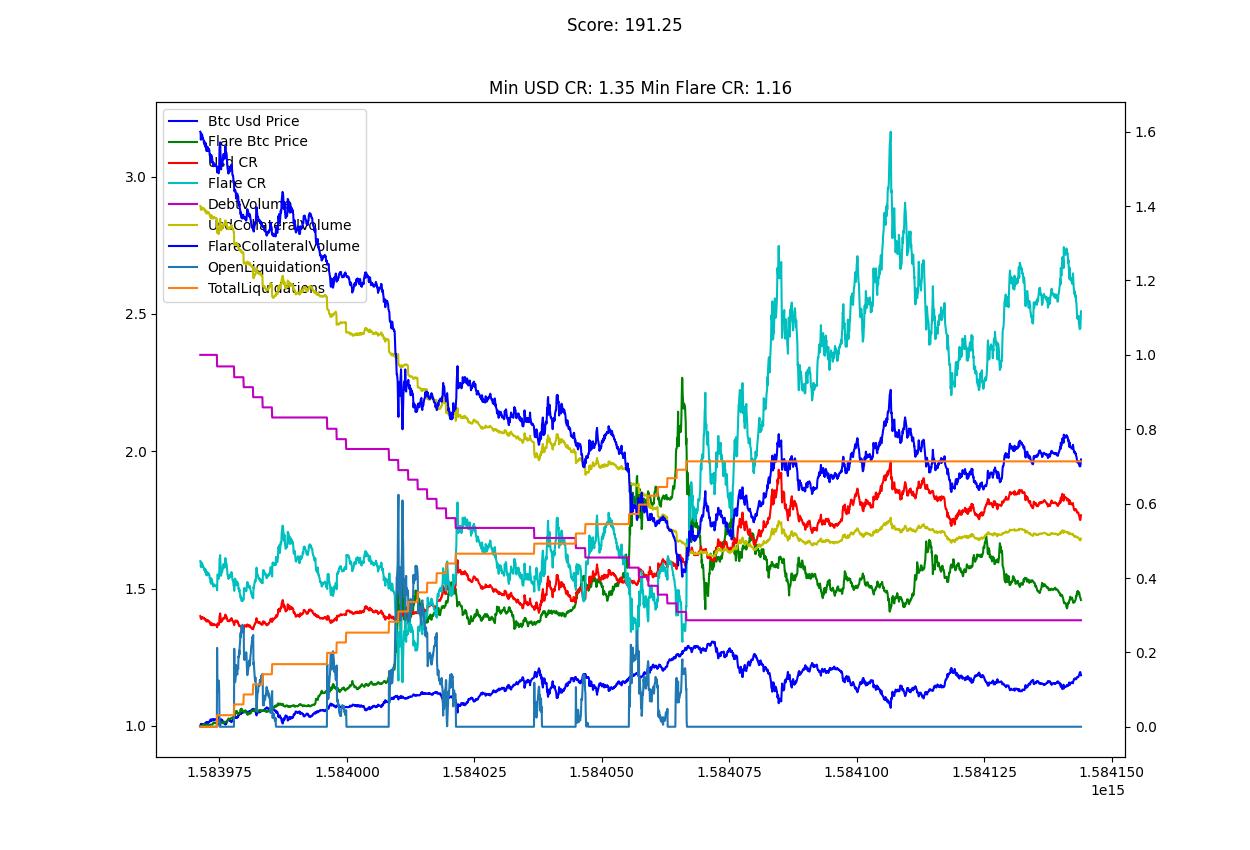 Score: 191.25
Min USD CR: 1.35 Min Flare CR: 1.16
Btc Usd Price
Flare Btc Price
Usd CR
Flare CR
DebtVolume
UsdCollateralVolume
FlareCollateralVolume
OpenLiquidations
TotalLiquidations
3.0
2.5
2.0
1.5
1.0
1.6
1.4
1.2
1.0
0.8
0.6
0.4
0.2
0.0
1.583975 1.584000 1.584025 1.584050 1.584075 1.584100 1.584125 1.584150
1e15